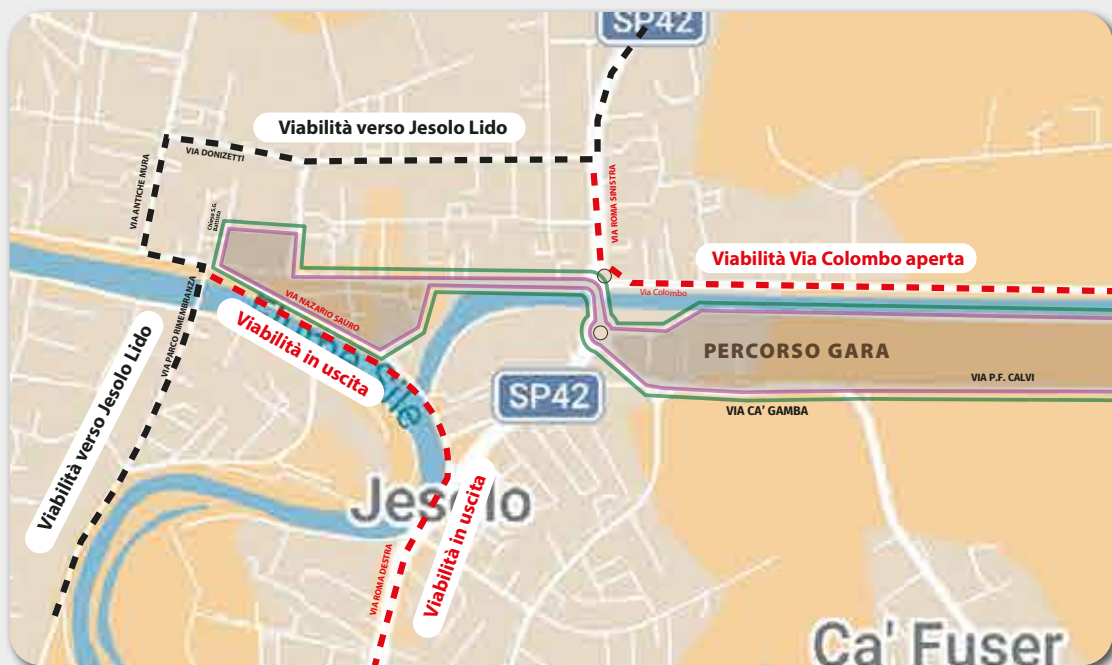 SP42
Viabilità verso Jesolo Lido
VIA DONIZETTI
VIA ANTICHE MURA
Chiesa S.G.
Battista
VIA ROMA SINISTRA
Viabilità Via Colombo aperta
Via Colombo
VIA NAZARIO SAURO
VIA PARCO RIMEMBRANZA
Viabilità in uscita
Viabilità verso Jesolo Lido
PERCORSO GARA
VIA P.F. CALVI
VIA CA' GAMBA
SP42
Jesolo
Viabilità in uscita
VIA ROMA DESTRA
Ca' Fuser